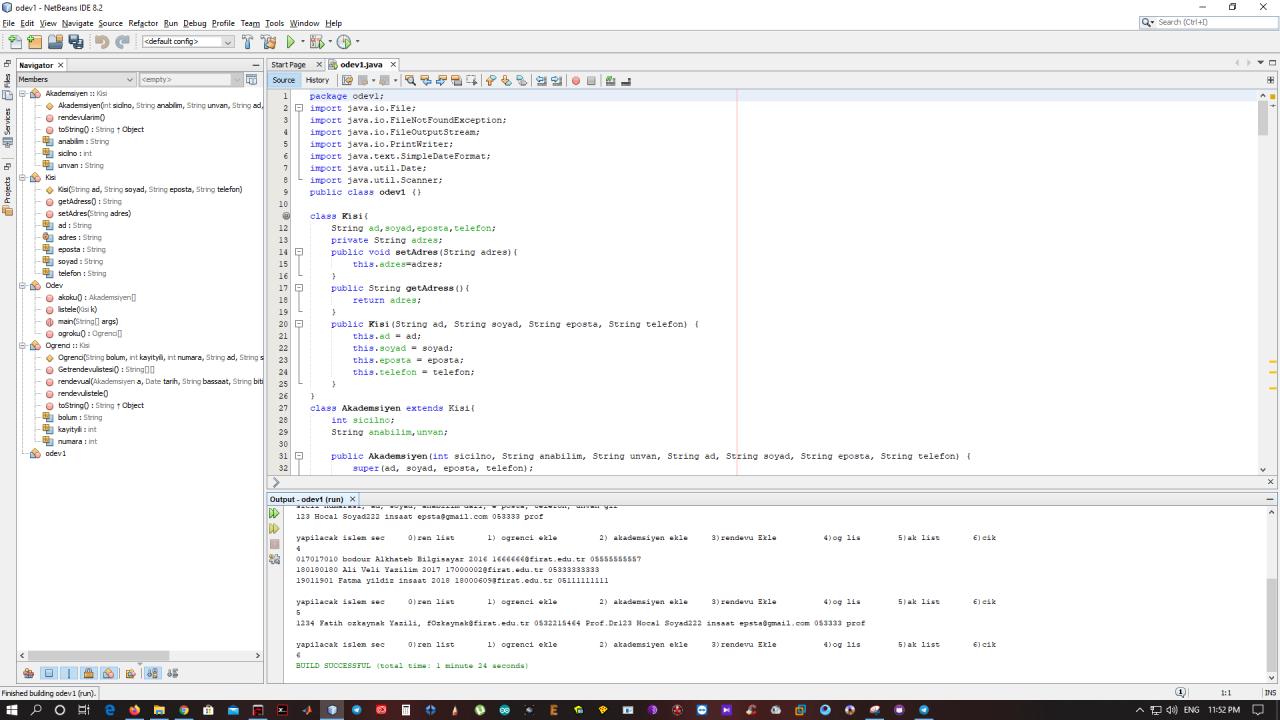 odev1 - NetBeans IDE 8.2
File Edit View Navigate Source Refactor Run Debug Profile Team Tools Window Help
Search (Ctrl+I)
<default config>
Files
Services
Projects
Navigator
Members
<empty>
Akademsiyen :: Kisi
Akademsiyen(int sicilno, String anabilim, String unvan, String ad,
rendevularim()
toString() : String ↑ Object
anabilim : String
sicilno : int
unvan : String
Kisi
Kisi(String ad, String soyad, String eposta, String telefon)
getAdress() : String
setAdres(String adres)
ad : String
adres : String
eposta : String
soyad : String
telefon : String
Odev
akoku() : Akademsiyen[]
listele(Kisi k)
main(String[] args)
ogroku() : Ogrenci[]
Ogrenci :: Kisi
Ogrenci(String bolum, int kayityili, int numara, String ad, String s
Getrendevulistesi() : String[][]
rendevual(Akademsiyen a, Date tarih, String bassaat, String biti
rendevulistele()
toString() : String ↑ Object
bolum : String
kayityili : int
numara : int
odev1
Start Page
odev1.java
Source History
1 package odev1;
2 import java.io.File;
3 import java.io.FileNotFoundException;
4 import java.io.FileOutputStream;
5 import java.io.PrintWriter;
6 import java.text.SimpleDateFormat;
7 import java.util.Date;
8 import java.util.Scanner;
9 public class odev1 {}
10
class Kisi{
12 String ad,soyad,eposta,telefon;
13 private String adres;
14 public void setAdres(String adres){
15 this.adres=adres;
16 }
17 public String getAdress(){
18 return adres;
19 }
20 public Kisi(String ad, String soyad, String eposta, String telefon) {
21 this.ad = ad;
22 this.soyad = soyad;
23 this.eposta = eposta;
24 this.telefon = telefon;
25 }
26 }
27 class Akademsiyen extends Kisi{
28 int sicilno;
29 String anabilim,unvan;
30
31 public Akademsiyen(int sicilno, String anabilim, String unvan, String ad, String soyad, String eposta, String telefon) {
32 super(ad, soyad, eposta, telefon);
Output - odev1 (run)
123 Hocal Soyad222 insaat epsta@gmail.com 053333 prof
yapilacak islem sec 0)ren list 1) ogrenci ekle 2) akademsiyen ekle 3)rendevu Ekle 4)og lis 5)ak list 6)cik
4
017017010 bodour Alkhateb Bilgisayar 2016 1666666@firat.edu.tr 05555555557
180180180 Ali Veli Yazilim 2017 17000002@firat.edu.tr 0533333333
19011901 Fatma yildiz insaat 2018 18000609@firat.edu.tr 05111111111
yapilacak islem sec 0)ren list 1) ogrenci ekle 2) akademsiyen ekle 3)rendevu Ekle 4)og lis 5)ak list 6)cik
5
1234 Fatih ozkaynak Yazili, fOzkaynak@firat.edu.tr 0532215464 Prof.Dr123 Hocal Soyad222 insaat epsta@gmail.com 053333 prof
yapilacak islem sec 0)ren list 1) ogrenci ekle 2) akademsiyen ekle 3)rendevu Ekle 4)og lis 5)ak list 6)cik
6
BUILD SUCCESSFUL (total time: 1 minute 24 seconds)
Finished building odev1 (run).
1:1 INS
11:52 PM